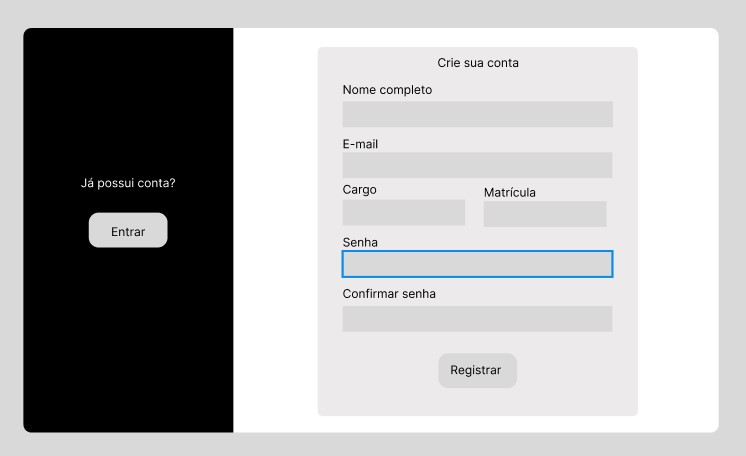 Já possui conta?
Entrar
Crie sua conta
Nome completo
E-mail
Cargo
Matrícula
Senha
Confirmar senha
Registrar